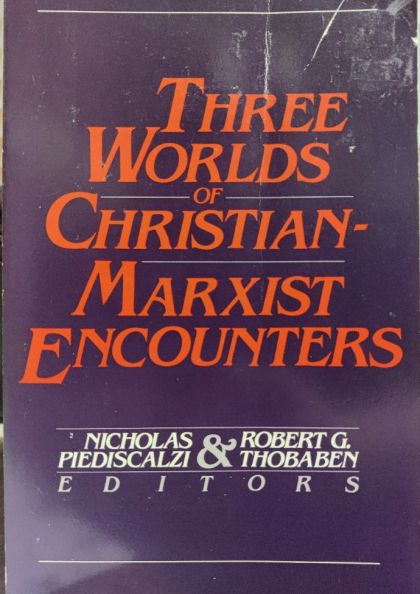 THREE
WORLDS
OF
CHRISTIAN-
MARXIST
ENCOUNTERS
NICHOLAS
PIEDISCALZI
&
ROBERT G.
THOBABEN
EDITORS